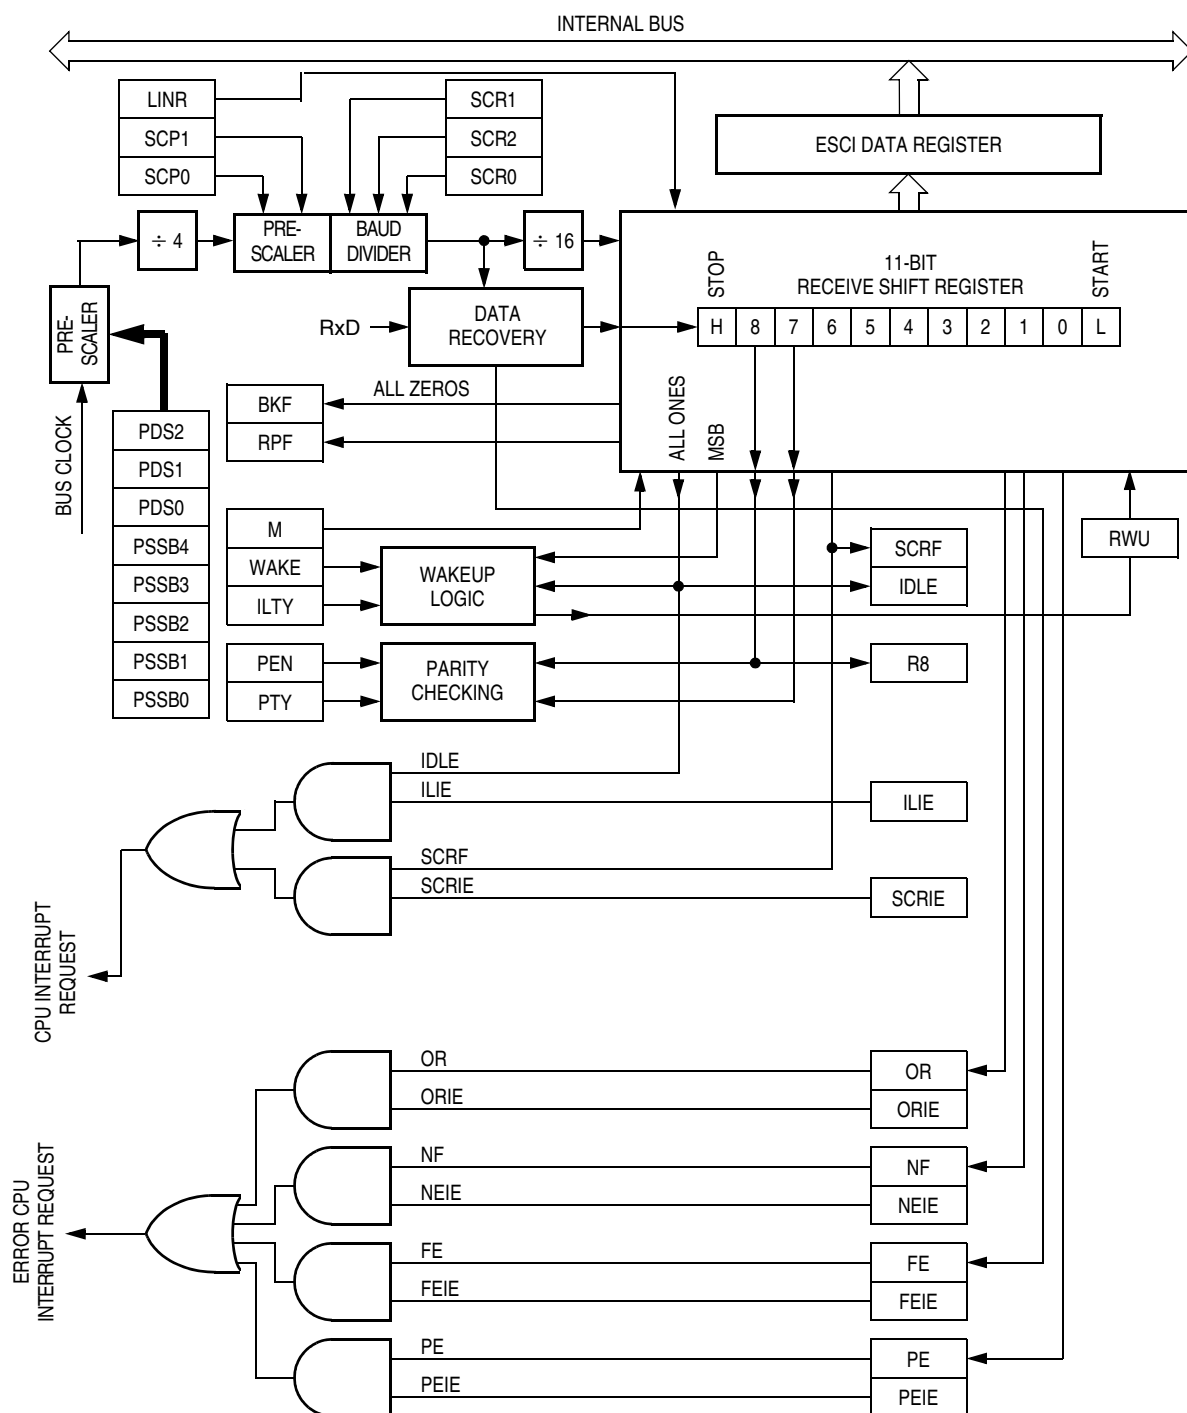 INTERNAL BUS
LINR
SCP1
SCP0
SCR1
SCR2
SCR0
ESCI DATA REGISTER
÷ 4
PRE-
SCALER
BAUD
DIVIDER
÷ 16
PRE-
SCALER
BUS CLOCK
RxD
DATA
RECOVERY
STOP
11-BIT
RECEIVE SHIFT REGISTER
START
H 8 7 6 5 4 3 2 1 0 L
ALL ZEROS
ALL ONES
MSB
BKF
RPF
PDS2
PDS1
PDS0
PSSB4
PSSB3
PSSB2
PSSB1
PSSB0
M
WAKE
ILTY
WAKEUP
LOGIC
SCRF
IDLE
RWU
PEN
PTY
PARITY
CHECKING
R8
IDLE
ILIE
ILIE
SCRF
SCRIE
SCRIE
CPU INTERRUPT
REQUEST
OR
ORIE
OR
ORIE
NF
NEIE
NF
NEIE
ERROR CPU
INTERRUPT REQUEST
FE
FEIE
FE
FEIE
PE
PEIE
PE
PEIE